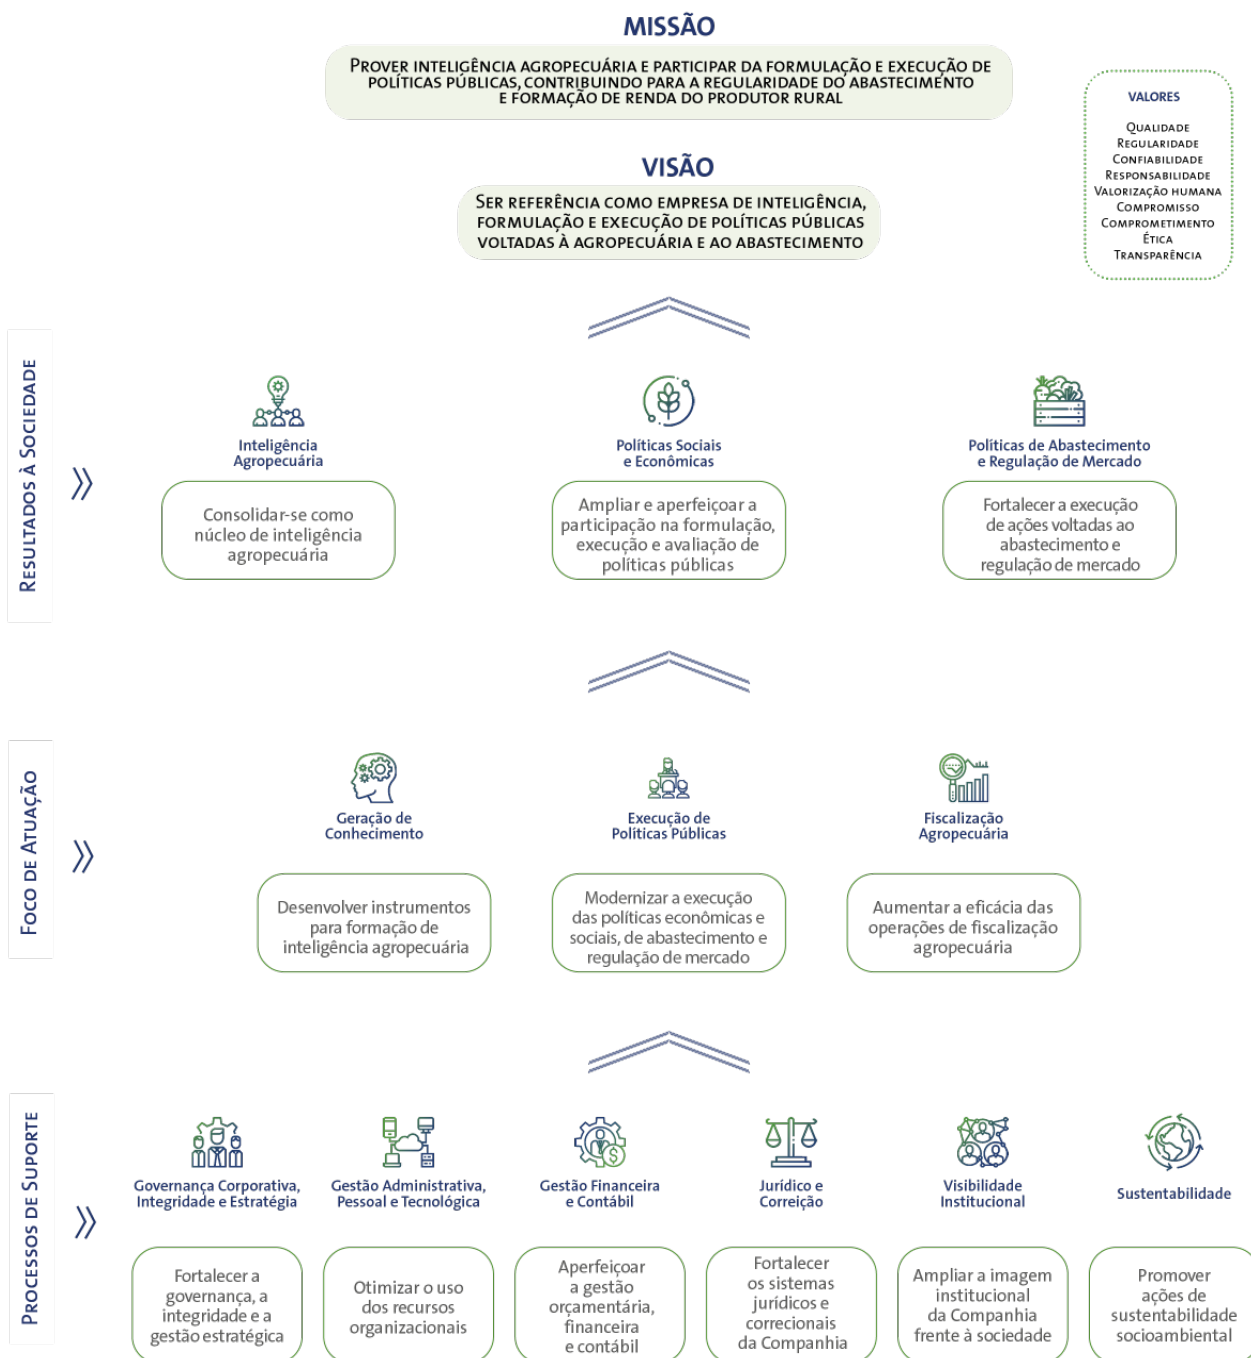 MISSÃO
PROVER INTELIGÊNCIA AGROPECUÁRIA E PARTICIPAR DA FORMULAÇÃO E EXECUÇÃO DE
POLÍTICAS PÚBLICAS, CONTRIBUINDO PARA A REGULARIDADE DO ABASTECIMENTO
E FORMAÇÃO DE RENDA DO PRODUTOR RURAL
VALORES
QUALIDADE
REGULARIDADE
CONFIABILIDADE
RESPONSABILIDADE
VALORIZAÇÃO HUMANA
COMPROMISSO
COMPROMETIMENTO
ÉTICA
TRANSPARÊNCIA
VISÃO
SER REFERÊNCIA COMO EMPRESA DE INTELIGÊNCIA,
FORMULAÇÃO E EXECUÇÃO DE POLÍTICAS PÚBLICAS
VOLTADAS À AGROPECUÁRIA E AO ABASTECIMENTO
RESULTADOS À SOCIEDADE
Inteligência
Agropecuária
Consolidar-se como
núcleo de inteligência
agropecuária
Políticas Sociais
e Econômicas
Ampliar e aperfeiçoar a
participação na formulação,
execução e avaliação de
políticas públicas
Políticas de Abastecimento
e Regulação de Mercado
Fortalecer a execução
de ações voltadas ao
abastecimento e
regulação de mercado
FOCO DE ATUAÇÃO
Geração de
Conhecimento
Desenvolver instrumentos
para formação de
inteligência agropecuária
Execução de
Políticas Públicas
Modernizar a execução
das políticas econômicas e
sociais, de abastecimento e
regulação de mercado
Fiscalização
Agropecuária
Aumentar a eficácia das
operações de fiscalização
agropecuária
PROCESSOS DE SUPORTE
Governança Corporativa,
Integridade e Estratégia
Fortalecer a
governança, a
integridade e a
gestão estratégica
Gestão Administrativa,
Pessoal e Tecnológica
Otimizar o uso
dos recursos
organizacionais
Gestão Financeira
e Contábil
Aperfeiçoar
a gestão
orçamentária,
financeira
e contábil
Jurídico e
Correição
Fortalecer
os sistemas
jurídicos e
correcionais
da Companhia
Visibilidade
Institucional
Ampliar a imagem
institucional
da Companhia
frente à sociedade
Sustentabilidade
Promover
ações de
sustentabilidade
socioambiental